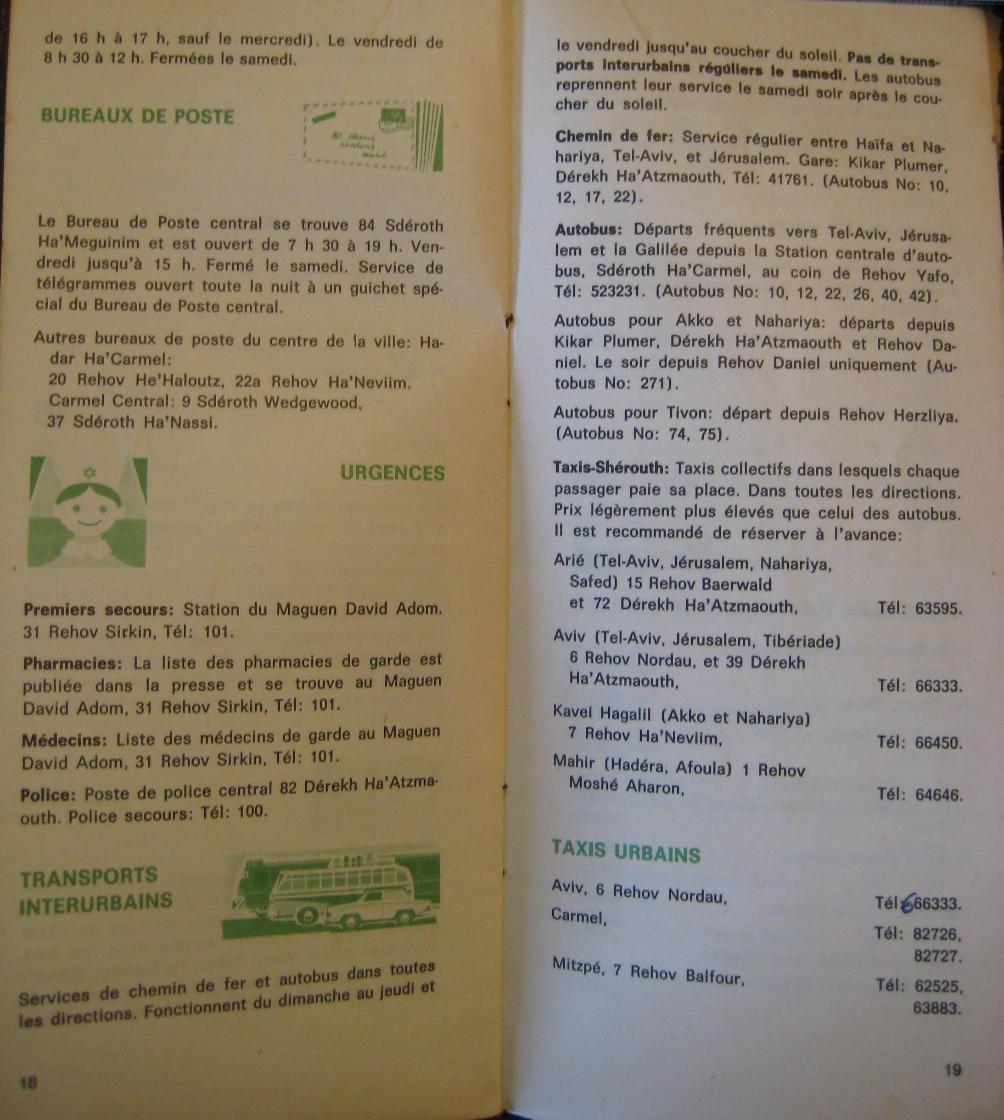 de 16 h à 17 h, sauf le mercredi). Le vendredi de
8 h 30 à 12 h. Fermées le samedi.
BUREAUX DE POSTE
Le Bureau de Poste central se trouve 84 Sdéroth
Ha'Meguinim et est ouvert de 7 h 30 à 19 h. Ven-
dredi jusqu'à 15 h. Fermé le samedi. Service de
télégrammes ouvert toute la nuit à un guichet spé-
cial du Bureau de Poste central.
Autres bureaux de poste du centre de la ville: Ha-
dar Ha'Carmel:
20 Rehov He'Haloutz, 22a Rehov Ha'Neviim.
Carmel Central: 9 Sdéroth Wedgewood,
37 Sdéroth Ha'Nassi.
URGENCES
Premiers secours: Station du Maguen David Adom.
31 Rehov Sirkin, Tél: 101.
Pharmacies: La liste des pharmacies de garde est
publiée dans la presse et se trouve au Maguen
David Adom, 31 Rehov Sirkin, Tél: 101.
Médecins: Liste des médecins de garde au Maguen
David Adom, 31 Rehov Sirkin, Tél: 101.
Police: Poste de police central 82 Dérekh Ha'Atzma-
outh. Police secours: Tél: 100.
TRANSPORTS
INTERURBAINS
Services de chemin de fer et autobus dans toutes
les directions. Fonctionnent du dimanche au jeudi et
18
le vendredi jusqu'au coucher du soleil. Pas de trans-
ports interurbains réguliers le samedi. Les autobus
reprennent leur service le samedi soir après le cou-
cher du soleil.
Chemin de fer: Service régulier entre Haïfa et Na-
hariya, Tel-Aviv, et Jérusalem. Gare: Kikar Plumer,
Dérekh Ha'Atzmaouth, Tél: 41761. (Autobus No: 10,
12, 17, 22).
Autobus: Départs fréquents vers Tel-Aviv, Jérusa-
lem et la Galilée depuis la Station centrale d'auto-
bus, Sdéroth Ha'Carmel, au coin de Rehov Yafo,
Tél: 523231. (Autobus No: 10, 12, 22, 26, 40, 42).
Autobus pour Akko et Nahariya: départs depuis
Kikar Plumer, Dérekh Ha'Atzmaouth et Rehov Da-
niel. Le soir depuis Rehov Daniel uniquement (Au-
tobus No: 271).
Autobus pour Tivon: départ depuis Rehov Herzliya.
(Autobus No: 74, 75).
Taxis-Shérouth: Taxis collectifs dans lesquels chaque
passager paie sa place. Dans toutes les directions.
Prix légèrement plus élevés que celui des autobus.
Il est recommandé de réserver à l'avance:
Arié (Tel-Aviv, Jérusalem, Nahariya,
Safed) 15 Rehov Baerwald
et 72 Dérekh Ha'Atzmaouth, Tél: 63595.
Aviv (Tel-Aviv, Jérusalem, Tibériade)
6 Rehov Nordau, et 39 Dérekh
Ha'Atzmaouth, Tél: 66333.
Kavei Hagalil (Akko et Nahariya)
7 Rehov Ha'Neviim, Tél: 66450.
Mahir (Hadéra, Afoula) 1 Rehov
Moshé Aharon, Tél: 64646.
TAXIS URBAINS
Aviv, 6 Rehov Nordau, Tél: 666333.
Carmel, Tél: 82726,
82727.
Mitzpé, 7 Rehov Balfour, Tél: 62525,
63883.
19